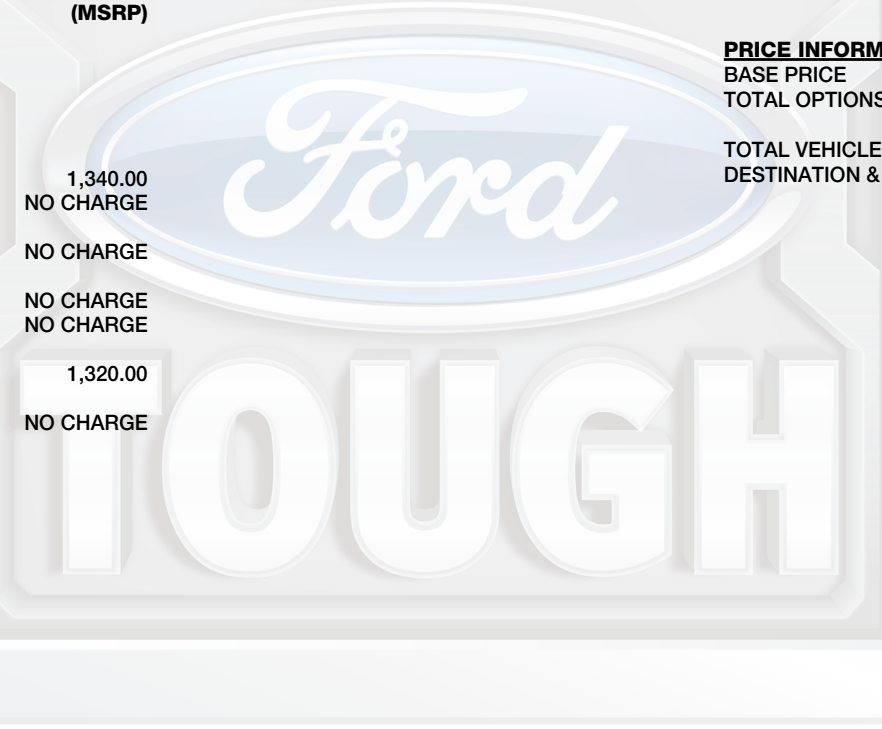 (MSRP)
1,340.00
NO CHARGE
NO CHARGE
NO CHARGE
NO CHARGE
1,320.00
NO CHARGE
PRICE INFORM
BASE PRICE
TOTAL OPTIONS
TOTAL VEHICLE
DESTINATION &
Ford
TOUGH